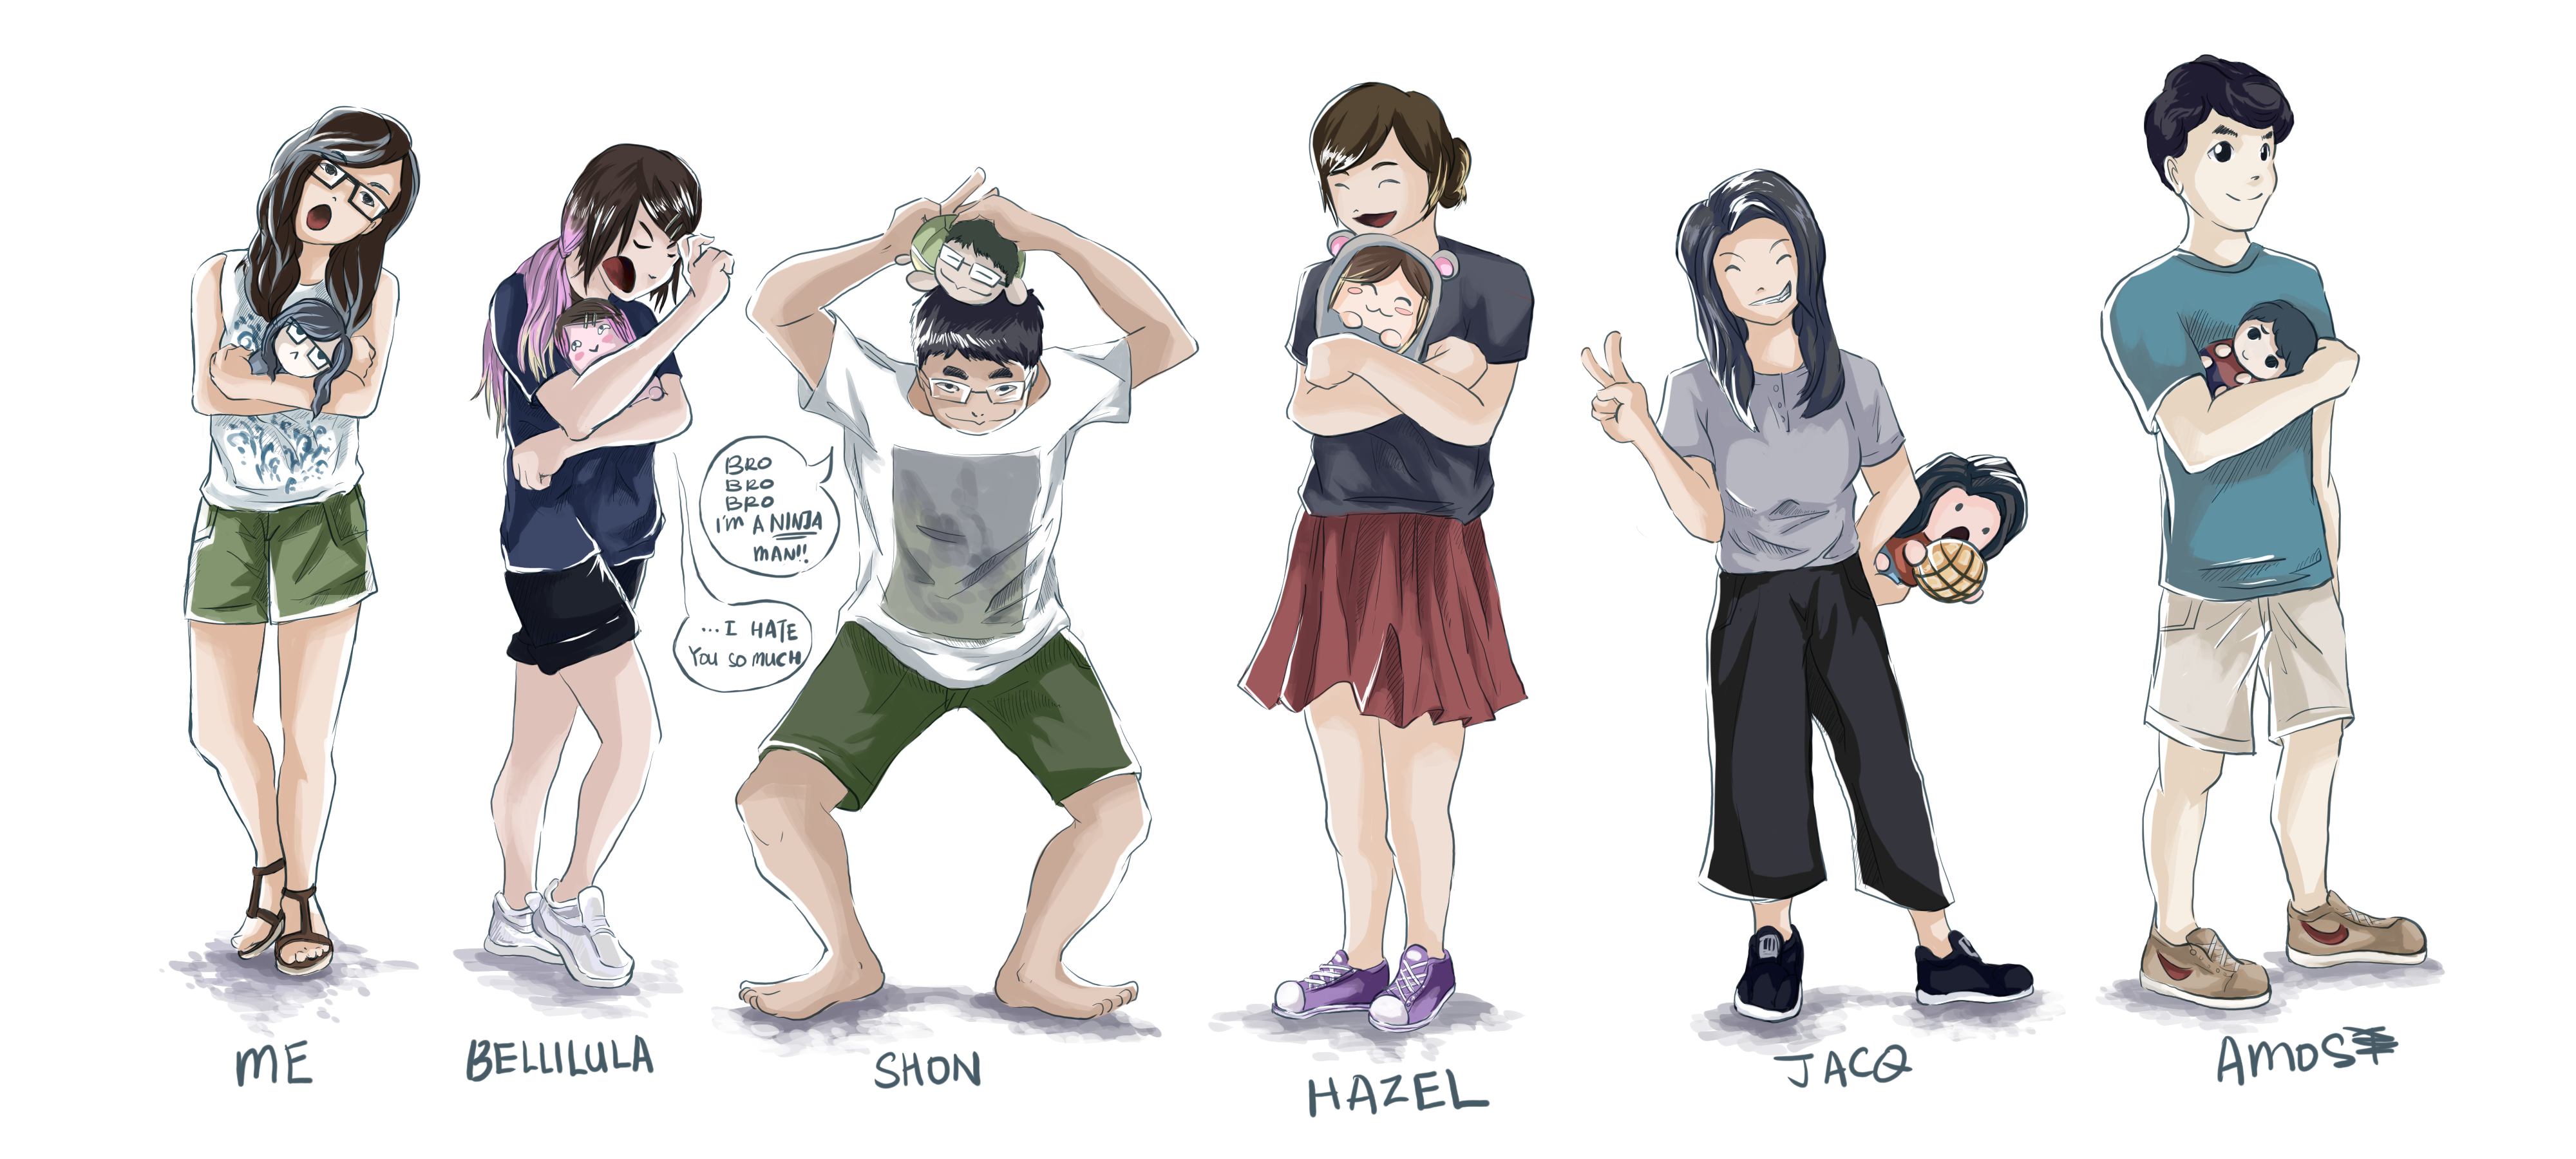 BRO
BRO
BRO
I'M A NINJA
MAN!!
...I HATE
YOU SO MUCH
ME
BELLILULA
SHON
HAZEL
JACQ
AMOS